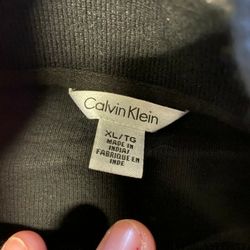 Calvin Klein
XL/TG
MADE IN
INDIA/
FABRIQUÉ EN
INDE